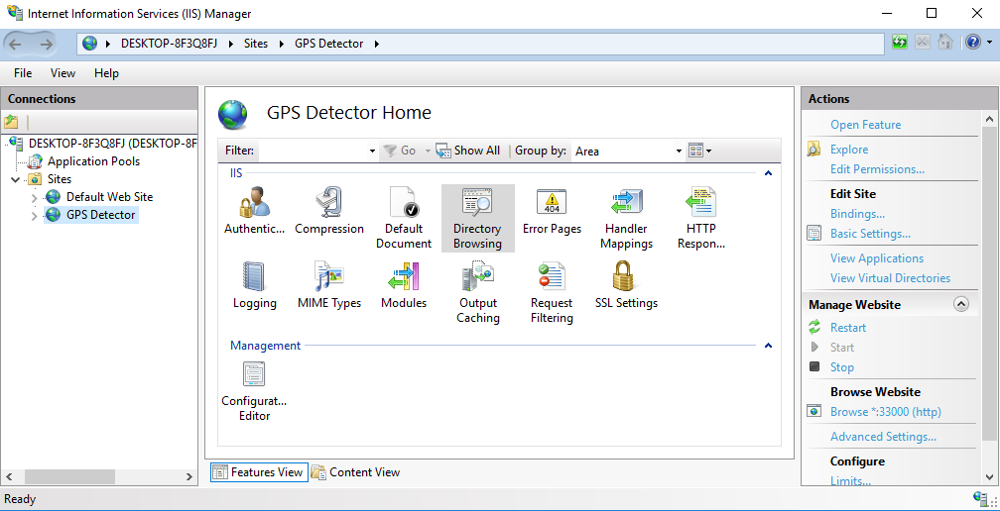 Internet Information Services (IIS) Manager
DESKTOP-8F3Q8FJ Sites GPS Detector
File View Help
Connections
DESKTOP-8F3Q8FJ (DESKTOP-8F
Application Pools
Sites
Default Web Site
GPS Detector
GPS Detector Home
Filter: Go Show All Group by: Area
IIS
Authentic... Compression Default Document Directory Browsing Error Pages Handler Mappings HTTP Respon...
404
Logging MIME Types Modules Output Caching Request Filtering SSL Settings
Management
Configurat... Editor
Features View Content View
Actions
Open Feature
Explore
Edit Permissions...
Edit Site
Bindings...
Basic Settings...
View Applications
View Virtual Directories
Manage Website
Restart
Start
Stop
Browse Website
Browse *:33000 (http)
Advanced Settings...
Configure
Limits...
Ready